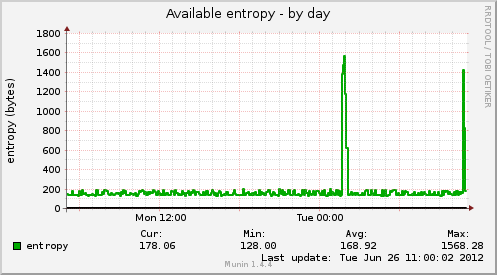 Available entropy - by day
RRDTOOL / TOBI OETIKER
entropy (bytes)
1800
1600
1400
1200
1000
800
600
400
200
0
Mon 12:00 Tue 00:00
Cur: Min: Avg: Max:
entropy 178.06 128.00 168.92 1568.28
Last update: Tue Jun 26 11:00:02 2012
Munin 1.4.4